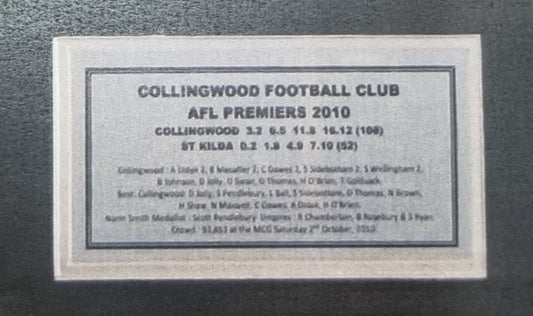 COLLINGWOOD FOOTBALL CLUB
AFL PREMIERS 2010
COLLINGWOOD 3.2 6.5 11.8 16.12 (108)
ST KILDA 0.2 1.8 4.9 7.10 (52)
Collingwood : A Didak 2, B Macaffer 2, C Dawes 2, S Sidebottom 2, S Wellingham 2,
B Johnson, D Jolly, D Swan, D Thomas, H O'Brien, T Goldsack.
Best: Collingwood: D Jolly, S Pendlebury, L Ball, S Sidebottom, D Thomas, N Brown,
H Shaw, N Maxwell, C Dawes, A Didak, H O'Brien.
Norm Smith Medalist : Scott Pendlebury Umpires : R Chamberlain, B Rosebury & S Ryan
Crowd : 93,853 at the MCG Saturday 2nd October, 2010.